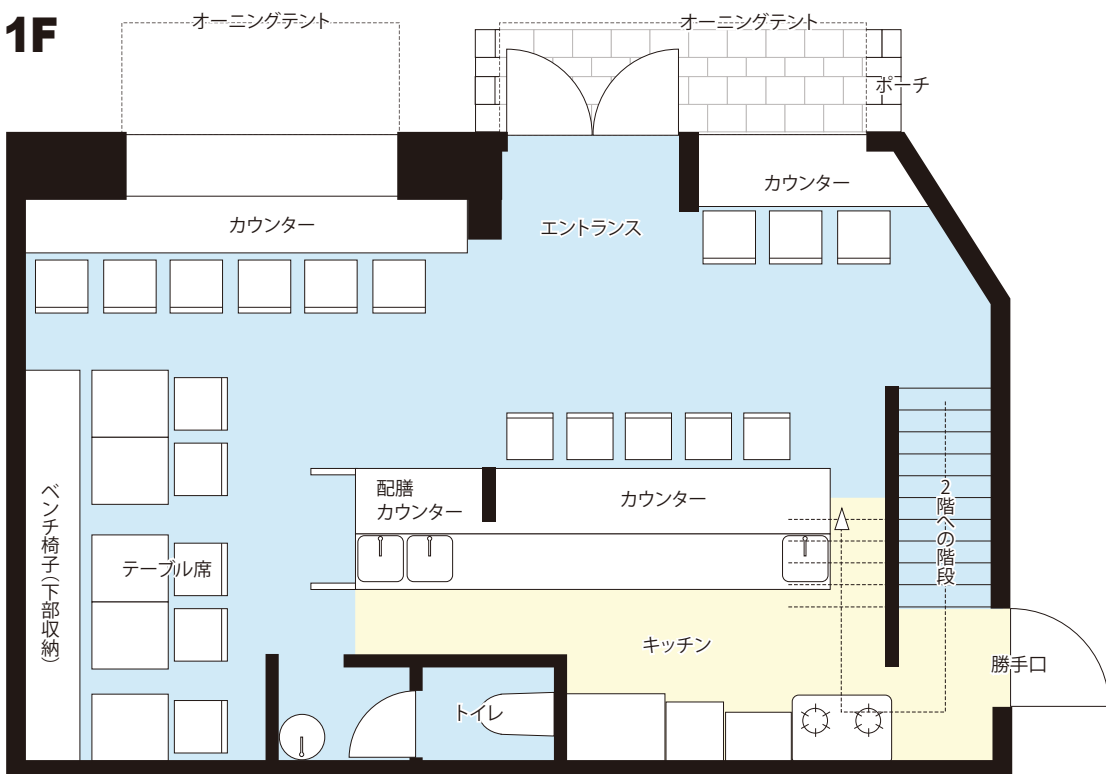 1F
オーニングテント
オーニングテント
ポーチ
カウンター
カウンター
エントランス
配膳
カウンター
カウンター
2階への階段
ベンチ椅子(下部収納)
テーブル席
キッチン
勝手口
トイレ